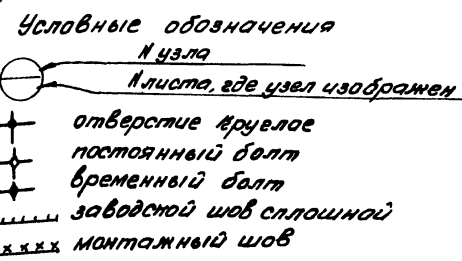 Условные обозначения
N узла
N листа, где узел изображен
отверстие круглое
постоянный болт
временный болт
заводской шов сплошной
монтажный шов